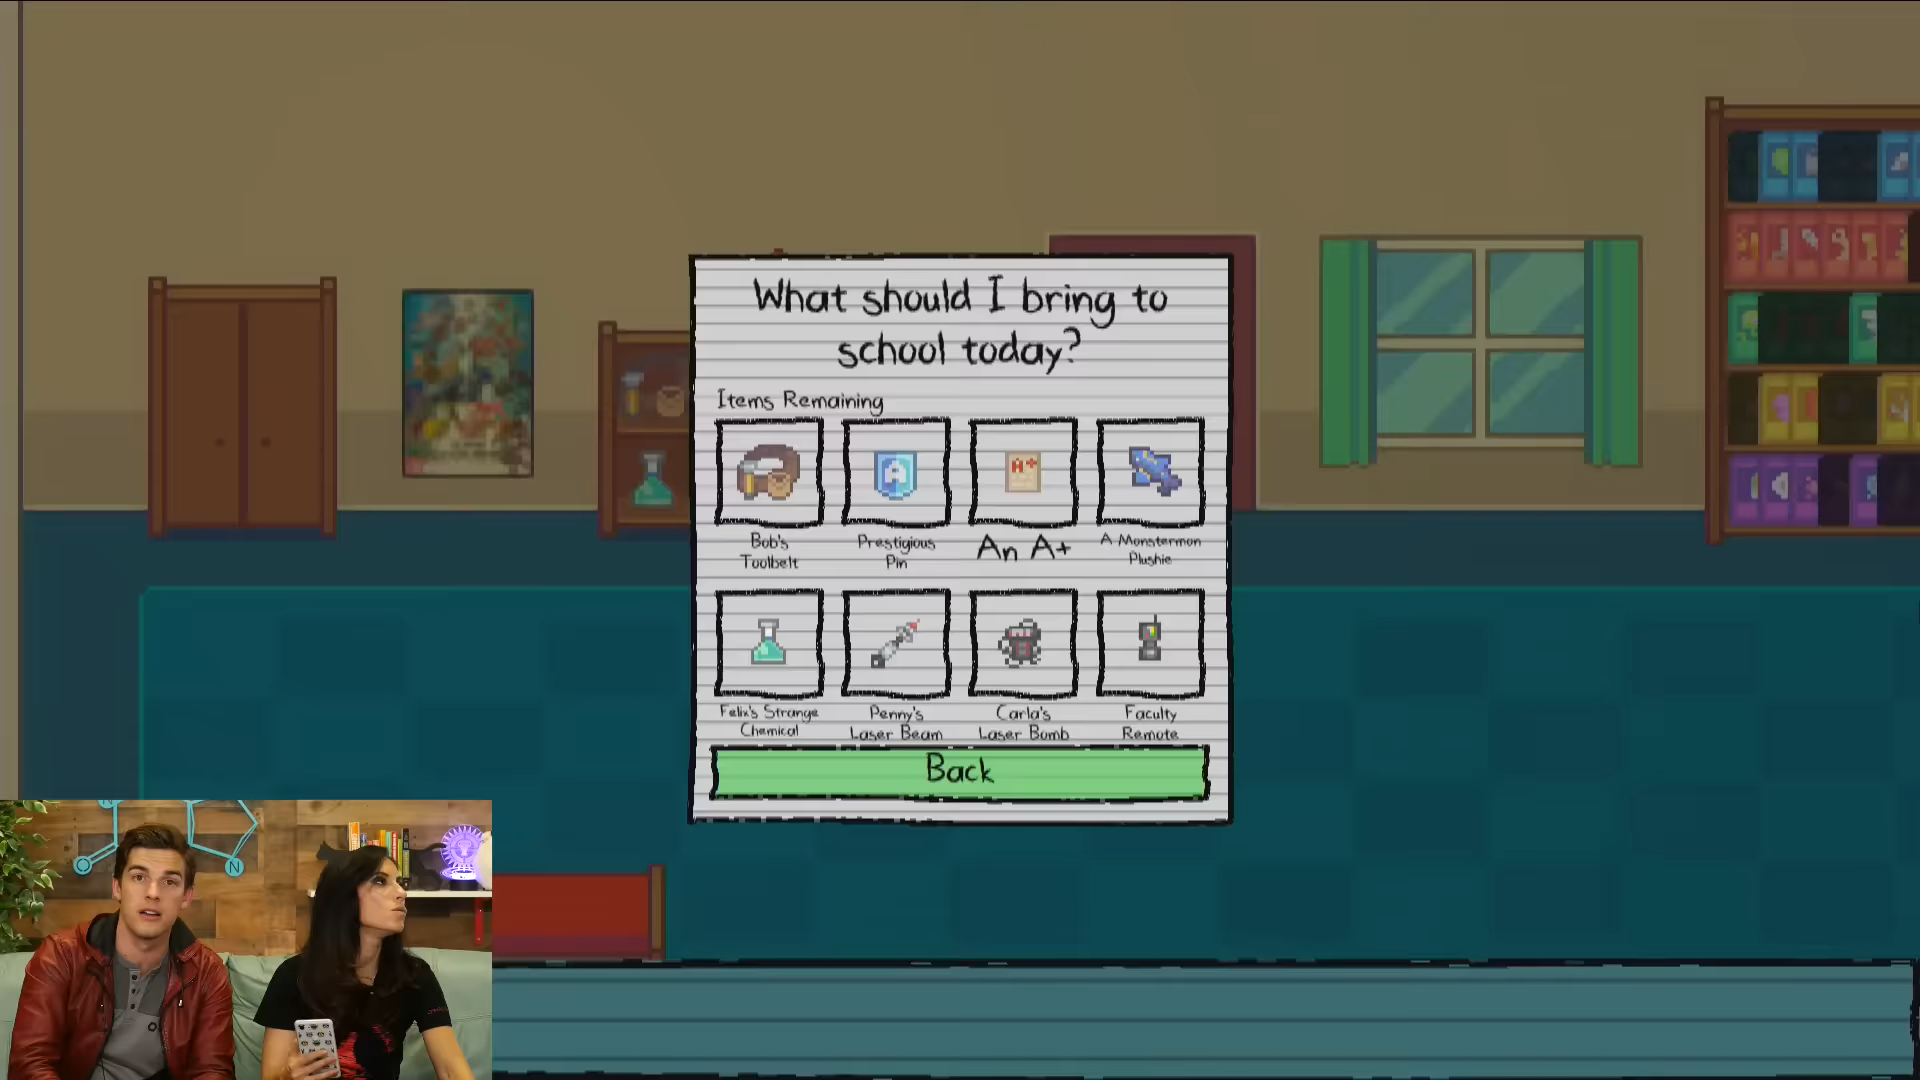 What should I bring to
school today?
Items Remaining
Bob's
Toolbelt
Prestigious
Pin
An A+
A Monstermon
Plushie
A+
Felix's Strange
Chemical
Penny's
Laser Beam
Carla's
Laser Bomb
Faculty
Remote
Back
N